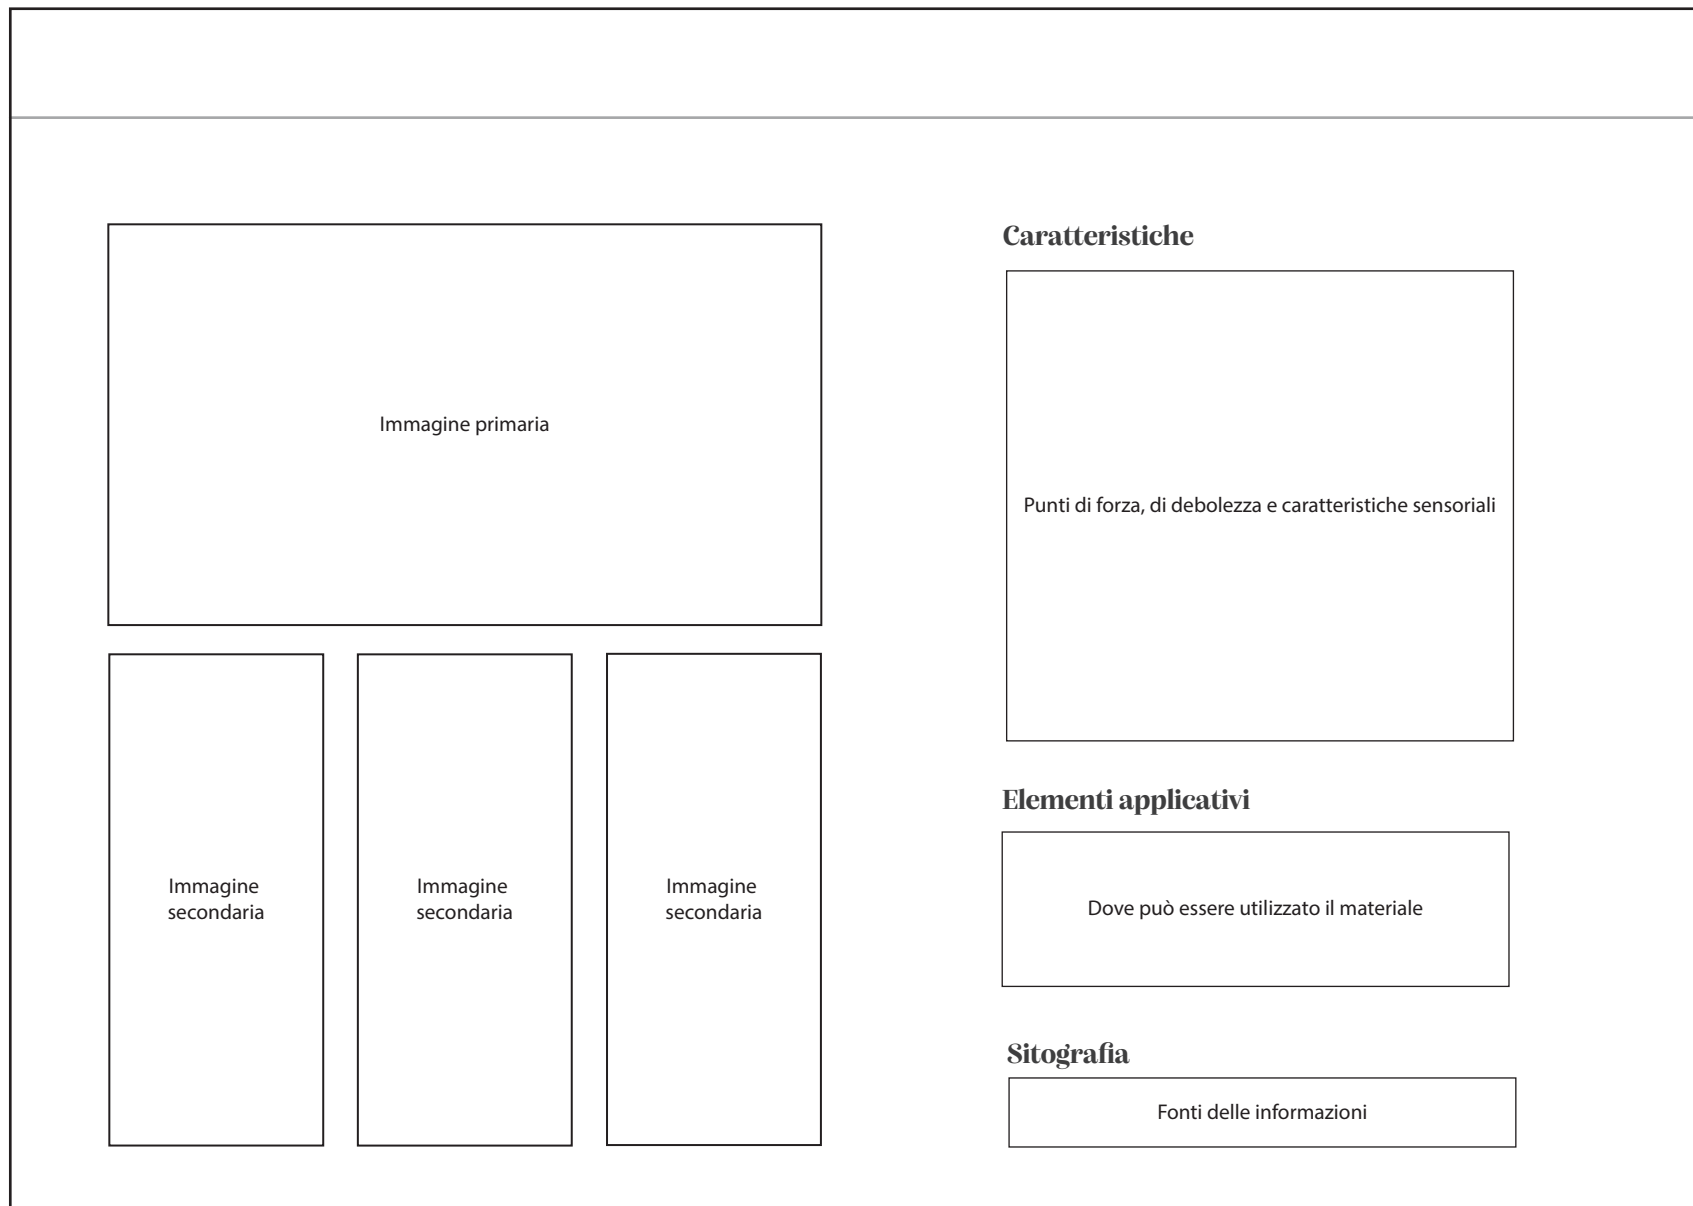 Immagine primaria
Immagine
secondaria
Immagine
secondaria
Immagine
secondaria
Caratteristiche
Punti di forza, di debolezza e caratteristiche sensoriali
Elementi applicativi
Dove può essere utilizzato il materiale
Sitografia
Fonti delle informazioni